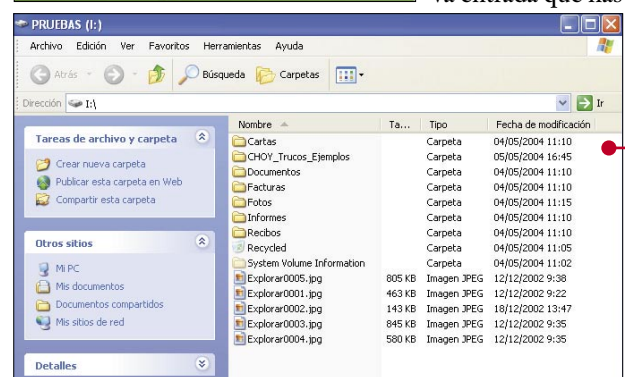 va entrada que has
PRUEBAS (I:)
Archivo Edición Ver Favoritos Herramientas Ayuda
Atrás Búsqueda Carpetas
Dirección I:\ Ir
Tareas de archivo y carpeta
Crear nueva carpeta
Publicar esta carpeta en Web
Compartir esta carpeta
Otros sitios
Mi PC
Mis documentos
Documentos compartidos
Mis sitios de red
Detalles
Nombre Ta... Tipo Fecha de modificación
Cartas Carpeta 04/05/2004 11:10
CHOY_Trucos_Ejemplos Carpeta 05/05/2004 16:45
Documentos Carpeta 04/05/2004 11:10
Facturas Carpeta 04/05/2004 11:10
Fotos Carpeta 04/05/2004 11:15
Informes Carpeta 04/05/2004 11:10
Recibos Carpeta 04/05/2004 11:10
Recycled Carpeta 04/05/2004 11:05
System Volume Information Carpeta 04/05/2004 11:02
Explorar0005.jpg 805 KB Imagen JPEG 12/12/2002 9:38
Explorar0001.jpg 463 KB Imagen JPEG 12/12/2002 9:22
Explorar0002.jpg 143 KB Imagen JPEG 18/12/2002 13:47
Explorar0003.jpg 845 KB Imagen JPEG 12/12/2002 9:35
Explorar0004.jpg 580 KB Imagen JPEG 12/12/2002 9:35